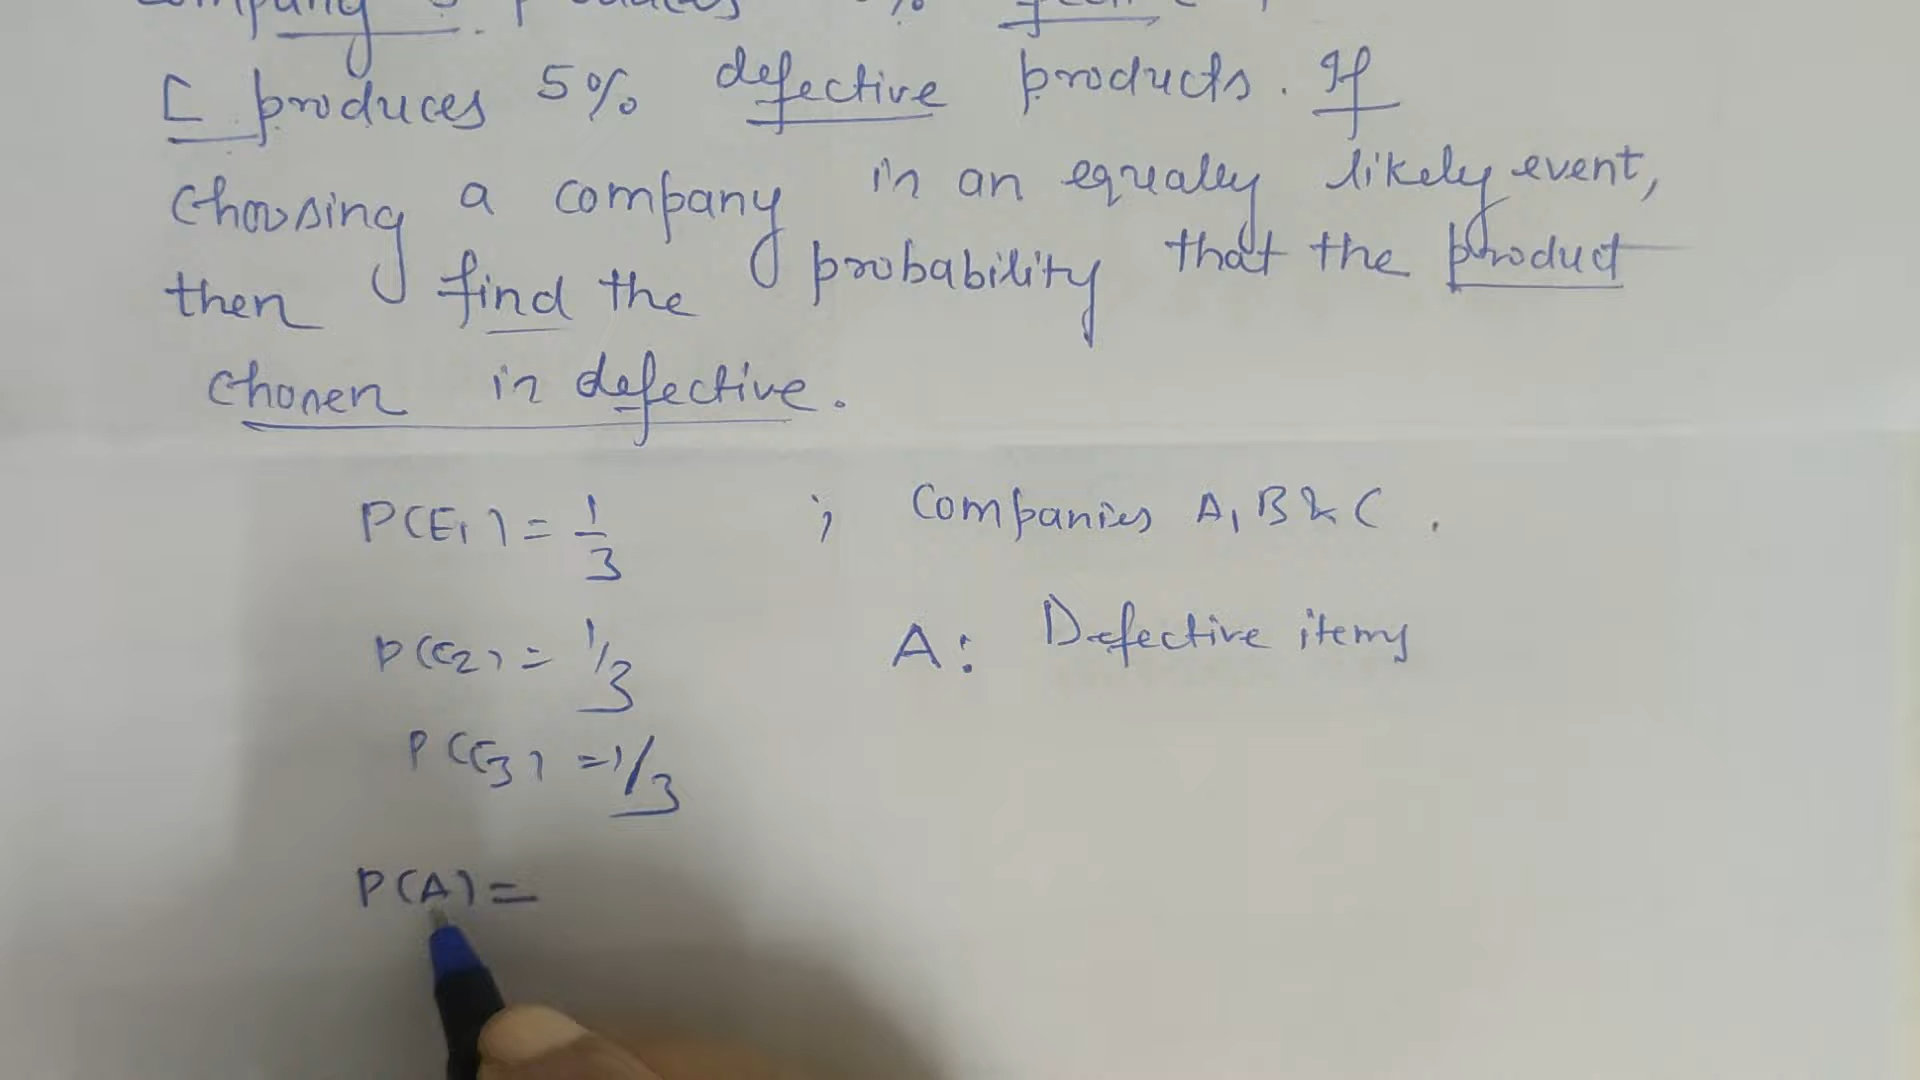 company
C produces 5% defective products. If
choosing a company in an equally likely event,
then find the probability that the product
chosen is defective.
P(E1) = 1/3 ; Companies A, B & C.
P(E2) = 1/3 A: Defective items
P(E3) = 1/3
P(A) =